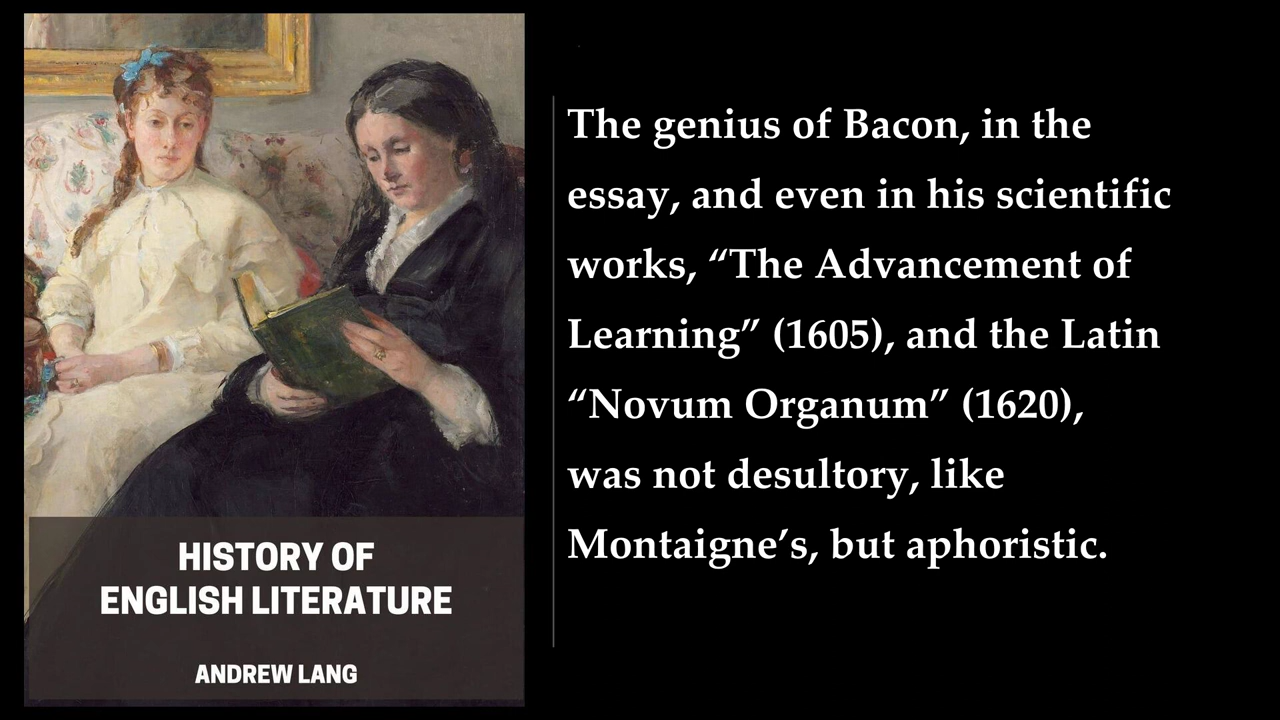 HISTORY OF
ENGLISH LITERATURE
ANDREW LANG
The genius of Bacon, in the
essay, and even in his scientific
works, “The Advancement of
Learning” (1605), and the Latin
“Novum Organum” (1620),
was not desultory, like
Montaigne’s, but aphoristic.